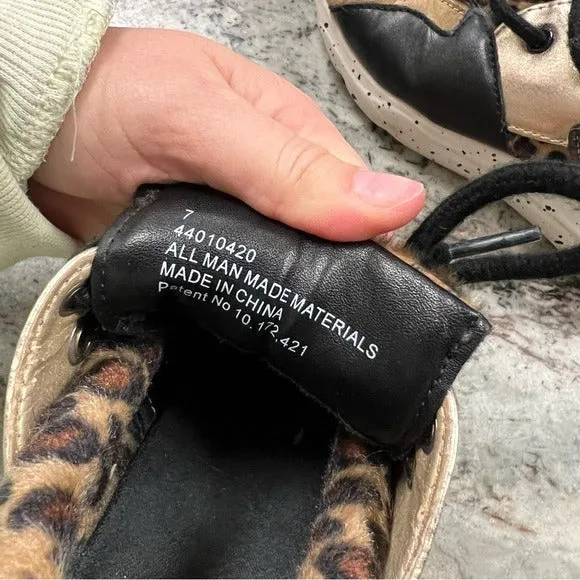 7
44010420
ALL MAN MADE MATERIALS
MADE IN CHINA
Patent No 10,172,421